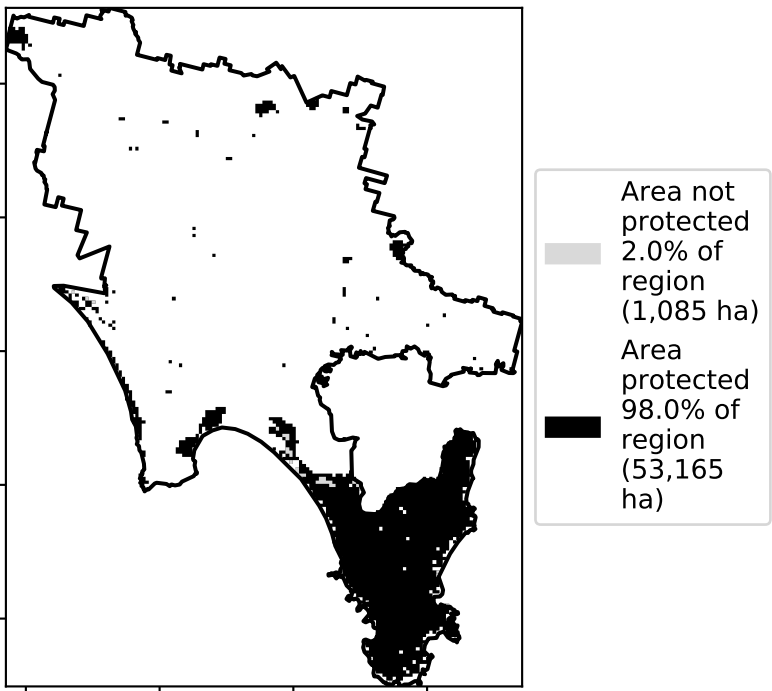 Area not
protected
2.0% of
region
(1,085 ha)
Area
protected
98.0% of
region
(53,165
ha)